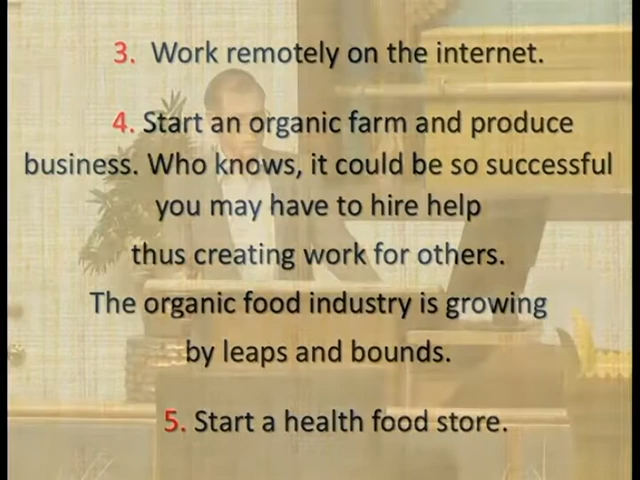 3. Work remotely on the internet.
4. Start an organic farm and produce
business. Who knows, it could be so successful
you may have to hire help
thus creating work for others.
The organic food industry is growing
by leaps and bounds.
5. Start a health food store.